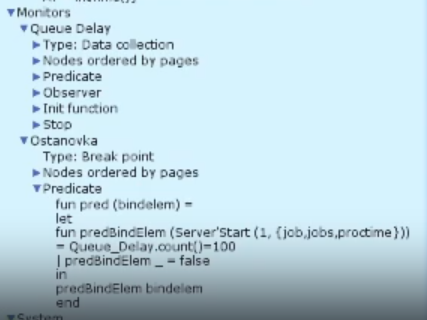 Monitors
Queue Delay
Type: Data collection
Nodes ordered by pages
Predicate
Observer
Init function
Stop
Ostanovka
Type: Break point
Nodes ordered by pages
Predicate
fun pred (bindelem) =
let
fun predBindElem (Server'Start (1, {job,jobs,proctime}))
= Queue_Delay.count()=100
| predBindElem _ = false
in
predBindElem bindelem
end
System